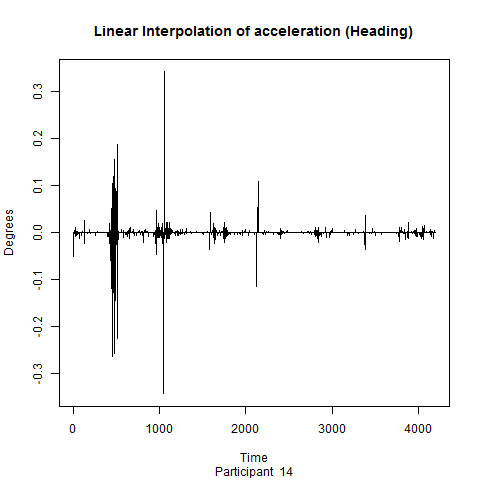 Linear Interpolation of acceleration (Heading)
0.3
0.2
0.1
0.0
-0.1
-0.2
-0.3
Degrees
0 1000 2000 3000 4000
Time
Participant 14